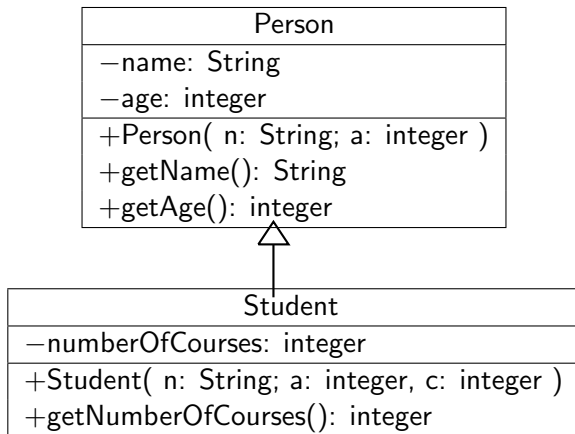 Person
−name: String
−age: integer
+Person( n: String; a: integer )
+getName(): String
+getAge(): integer
Student
−numberOfCourses: integer
+Student( n: String; a: integer, c: integer )
+getNumberOfCourses(): integer